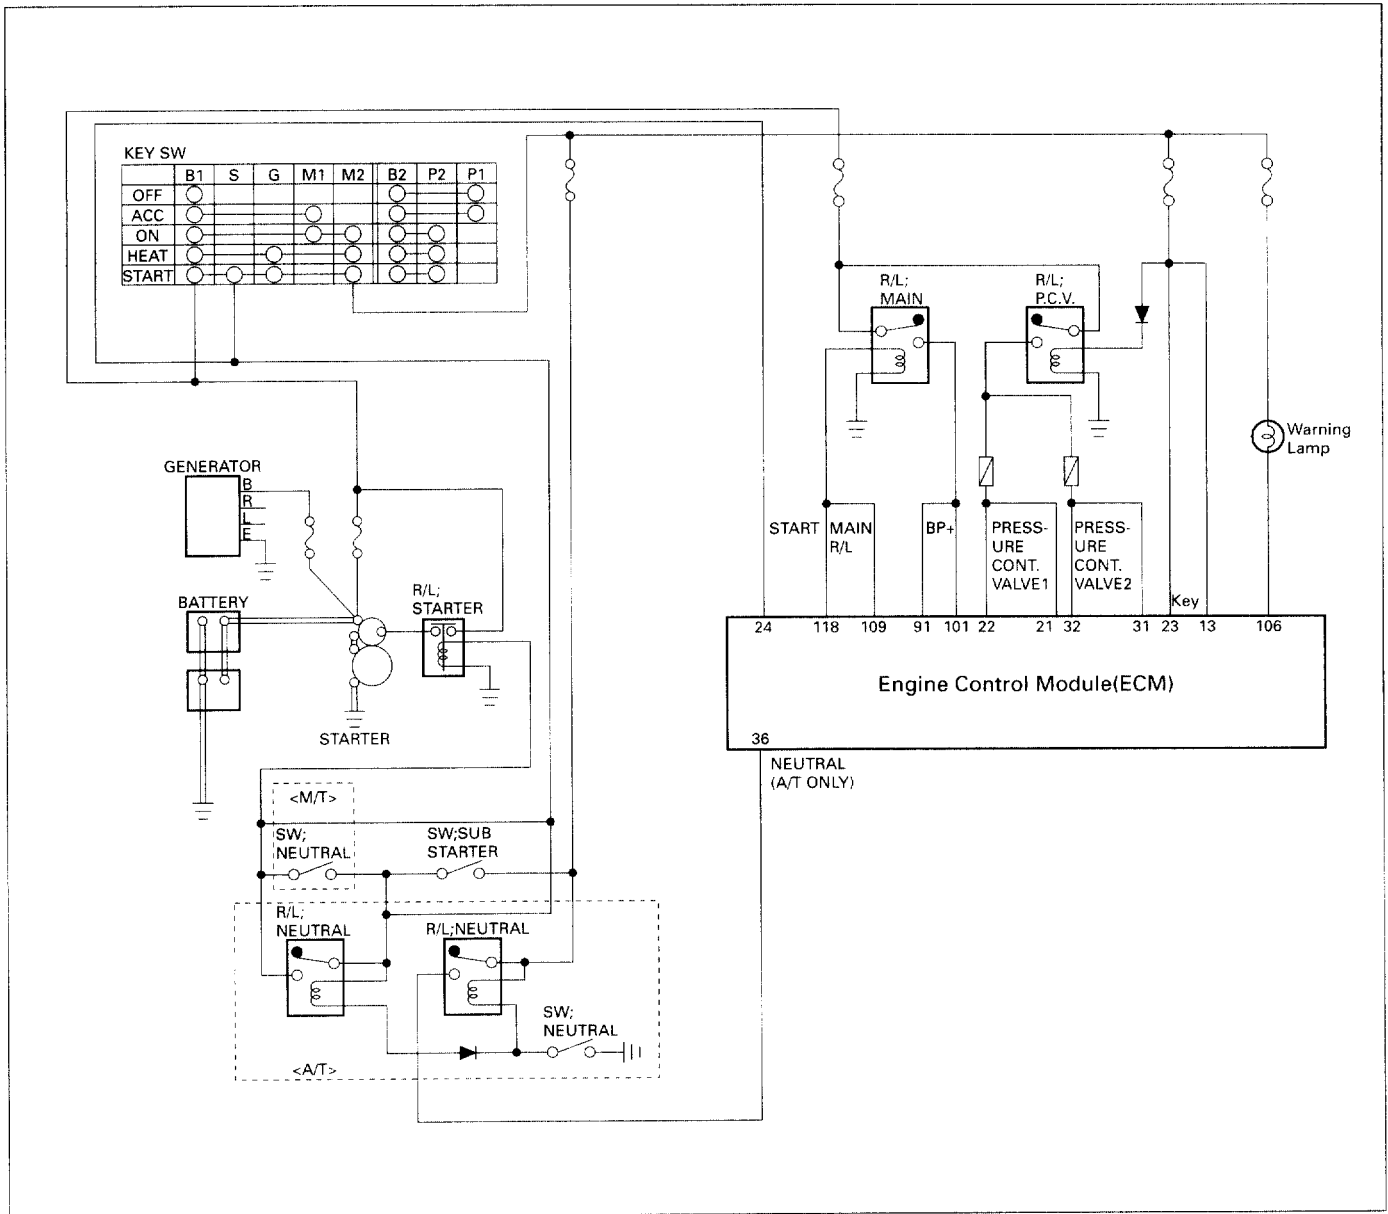 KEY SW
B1 S G M1 M2 B2 P2 P1
OFF
ACC
ON
HEAT
START
R/L;
MAIN
R/L;
P.C.V.
Warning
Lamp
GENERATOR
B
R
L
E
BATTERY
R/L;
STARTER
STARTER
START
MAIN
R/L
BP+
PRESS-
URE
CONT.
VALVE1
PRESS-
URE
CONT.
VALVE2
Key
24 118 109 91 101 22 21 32 31 23 13 106
Engine Control Module(ECM)
36
NEUTRAL
(A/T ONLY)
<M/T>
SW;
NEUTRAL
SW;SUB
STARTER
R/L;
NEUTRAL
R/L;NEUTRAL
SW;
NEUTRAL
<A/T>